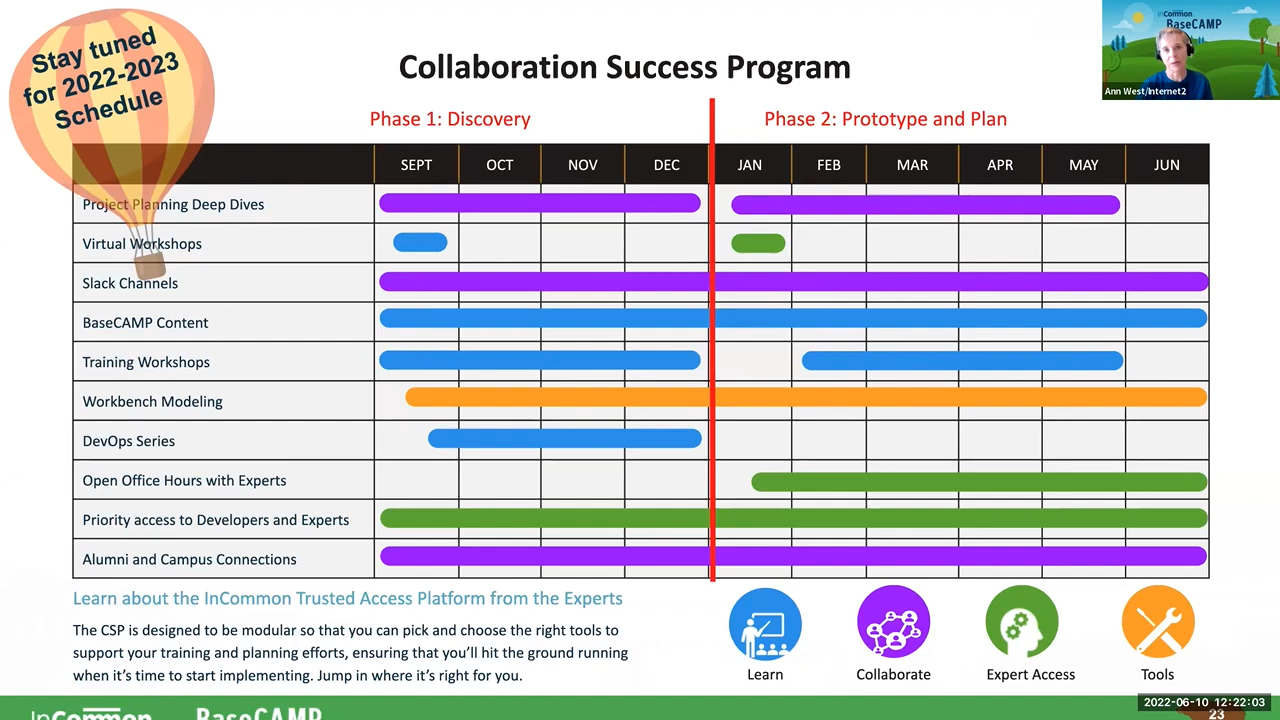 Stay tuned
for 2022-2023
Schedule
Collaboration Success Program
InCommon
BaseCAMP
Ann West/Internet2
Phase 1: Discovery
Phase 2: Prototype and Plan
SEPT OCT NOV DEC JAN FEB MAR APR MAY JUN
Project Planning Deep Dives
Virtual Workshops
Slack Channels
BaseCAMP Content
Training Workshops
Workbench Modeling
DevOps Series
Open Office Hours with Experts
Priority access to Developers and Experts
Alumni and Campus Connections
Learn about the InCommon Trusted Access Platform from the Experts
The CSP is designed to be modular so that you can pick and choose the right tools to
support your training and planning efforts, ensuring that you'll hit the ground running
when it's time to start implementing. Jump in where it's right for you.
Learn Collaborate Expert Access Tools
InCommon BaseCAMP
2022-06-10 12:22:03
23